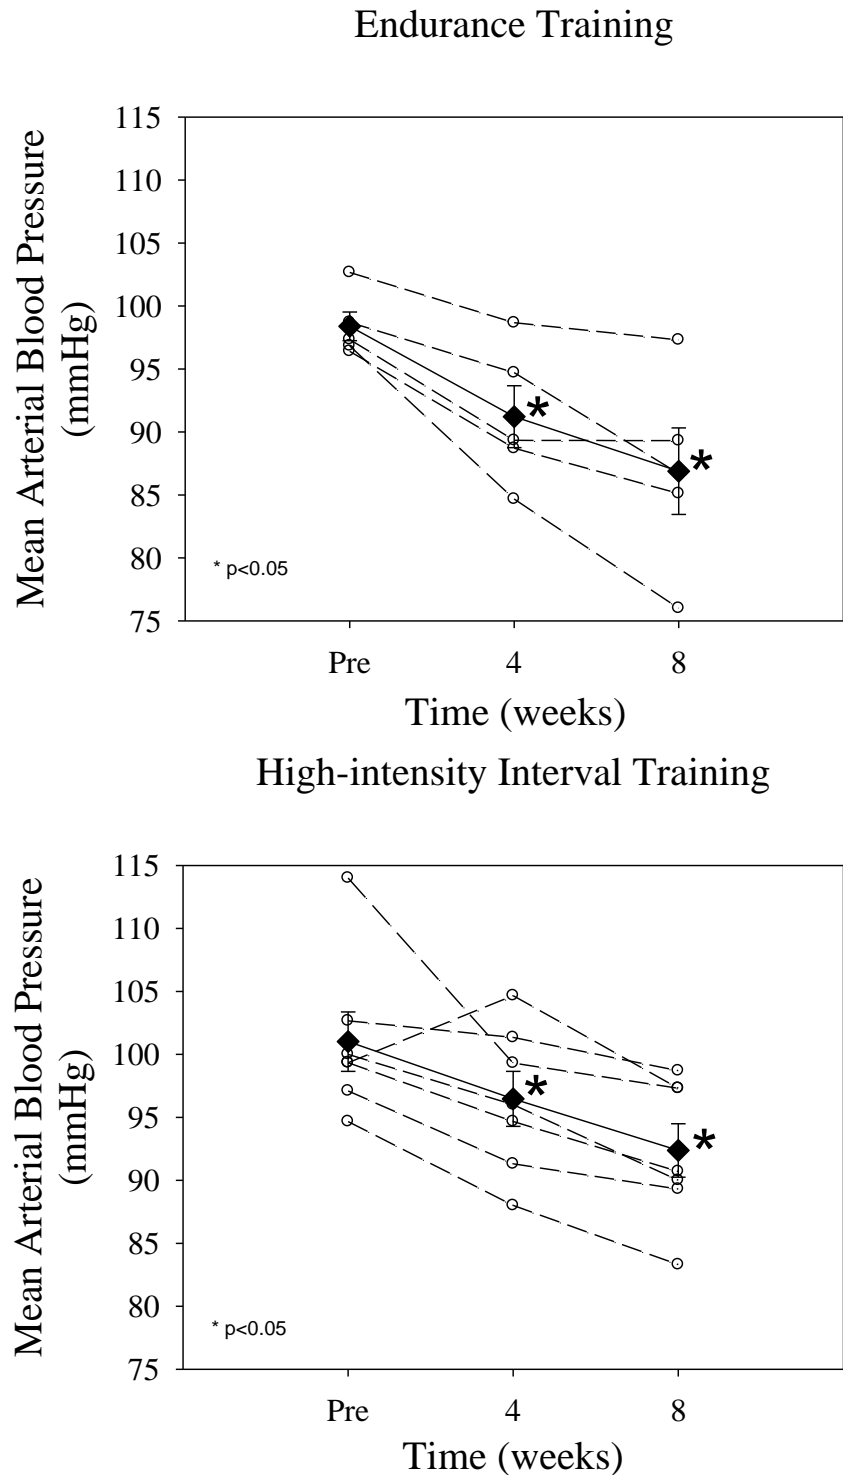 Endurance Training
115
110
105
100
95
90
85
80
75
Mean Arterial Blood Pressure
(mmHg)
*
*
* p<0.05
Pre 4 8
Time (weeks)
High-intensity Interval Training
115
110
105
100
95
90
85
80
75
Mean Arterial Blood Pressure
(mmHg)
*
*
* p<0.05
Pre 4 8
Time (weeks)